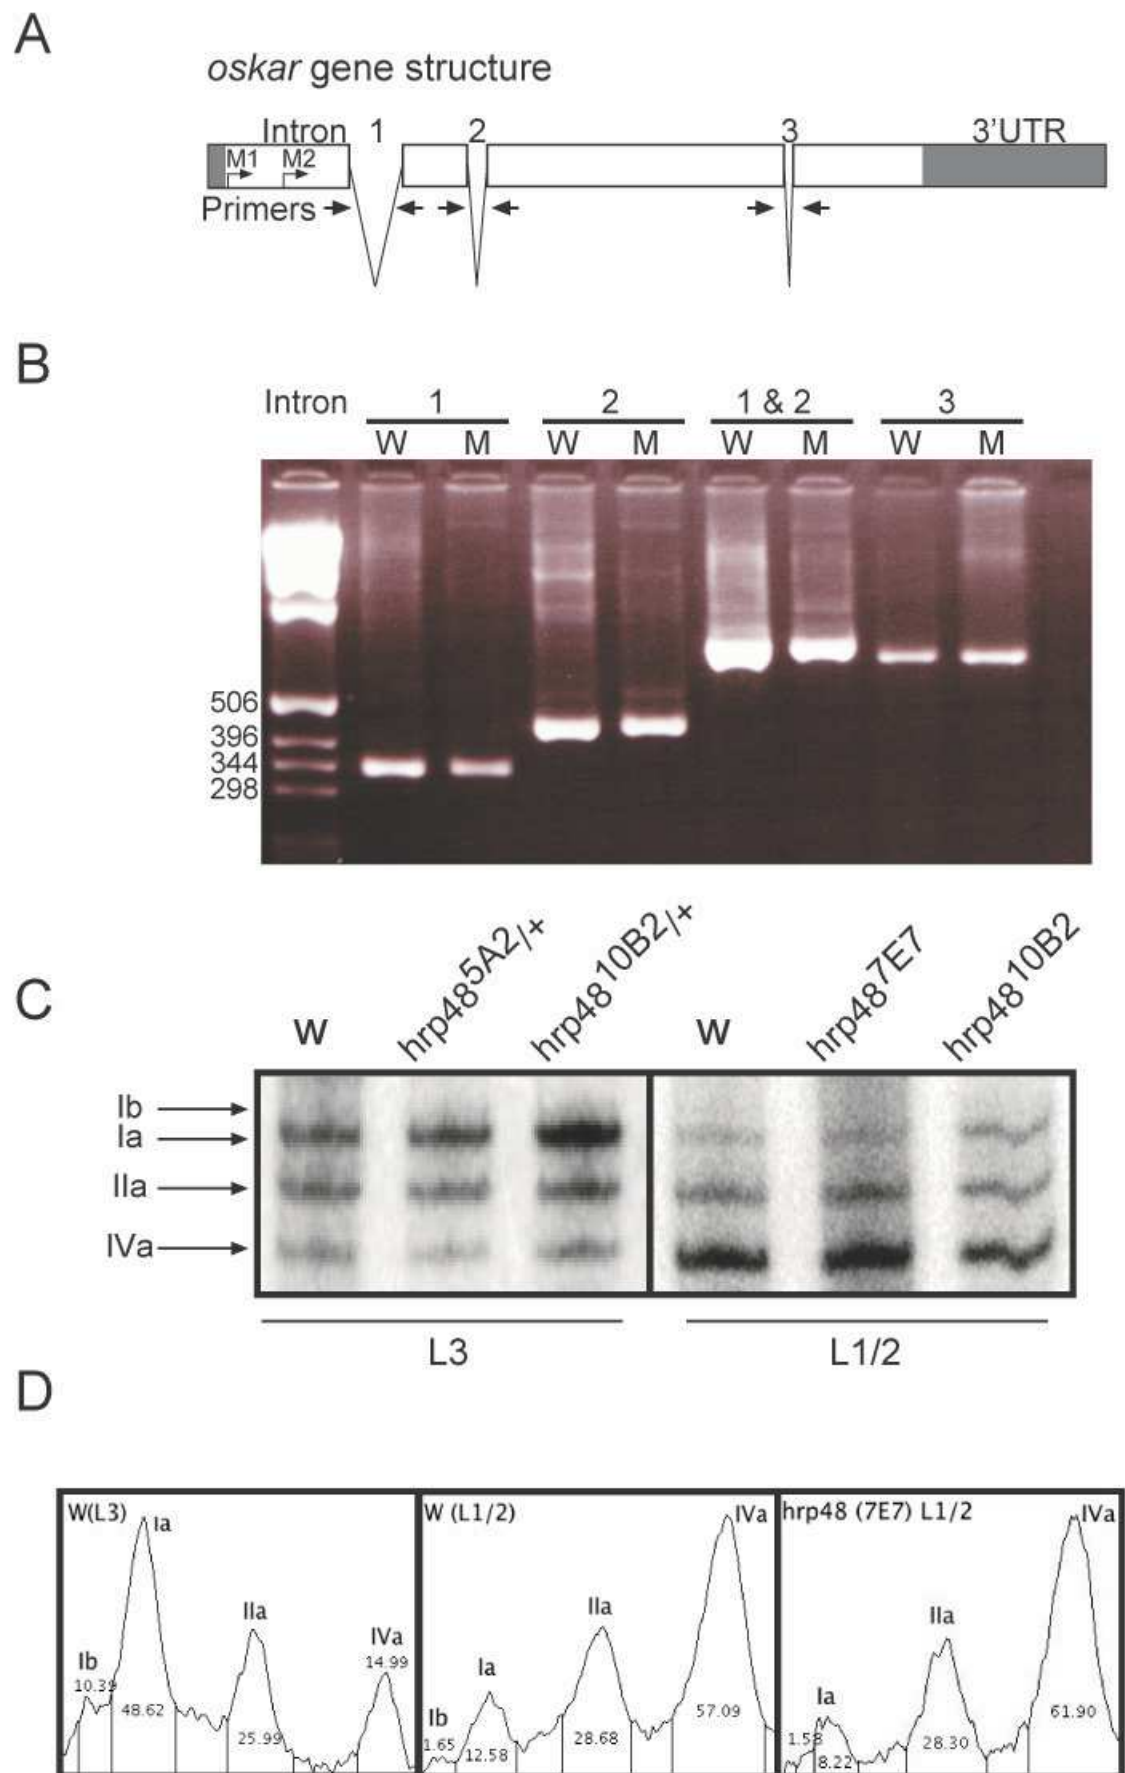 A
oskar gene structure
Intron 1 2 3 3'UTR
M1 M2
Primers
B
Intron 1 2 1 & 2 3
W M W M W M W M
506
396
344
298
C
W hrp48 5A2/+ hrp48 10B2/+ W hrp48 7E7 hrp48 10B2
Ib
Ia
IIa
IVa
L3 L1/2
D
W(L3) Ia Ib 10.39 48.62 IIa 25.99 IVa 14.99
W (L1/2) Ib 1.65 Ia 12.58 IIa 28.68 IVa 57.09
hrp48 (7E7) L1/2 1.58 Ia 8.22 IIa 28.30 IVa 61.90